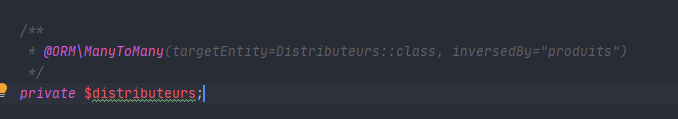 /**
* @ORM\ManyToMany(targetEntity=Distributeurs::class, inversedBy="produits")
*/
private $distributeurs;